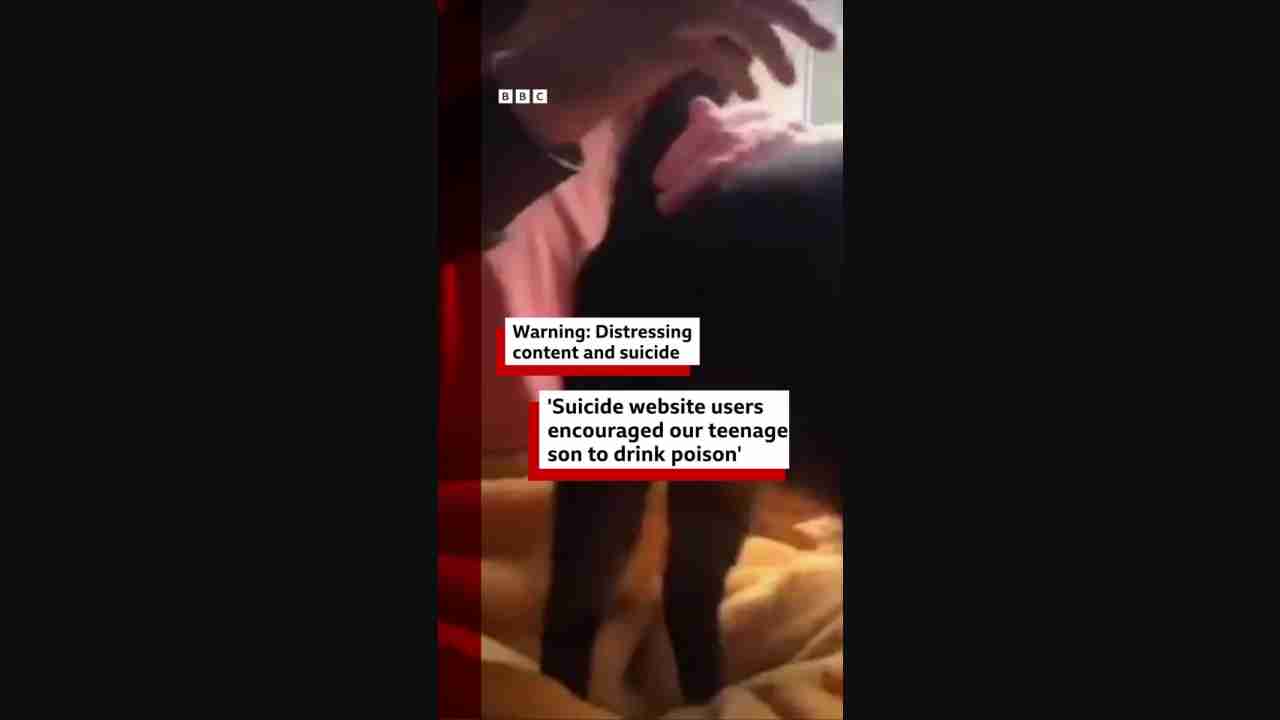 BBC
Warning: Distressing
content and suicide
'Suicide website users
encouraged our teenage
son to drink poison'